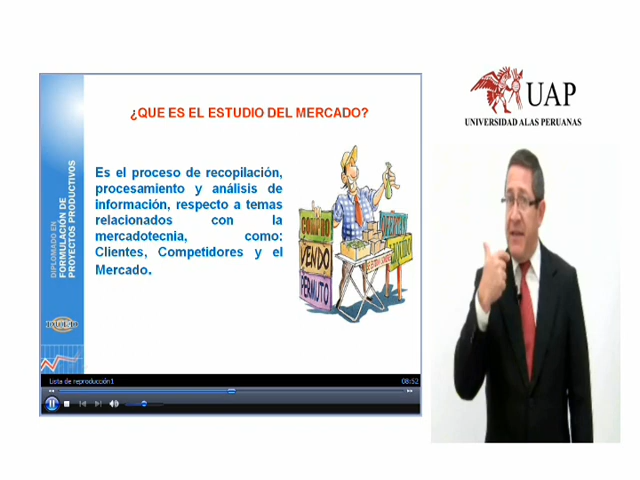 ¿QUE ES EL ESTUDIO DEL MERCADO?
Es el proceso de recopilación,
procesamiento y análisis de
información, respecto a temas
relacionados con la
mercadotecnia, como:
Clientes, Competidores y el
Mercado.
DIPLOMADO EN
FORMULACIÓN DE
PROYECTOS PRODUCTIVOS
COMPRO
VENDO
PERMUTO
Lista de reproducción1
08:52
UAP
UNIVERSIDAD ALAS PERUANAS